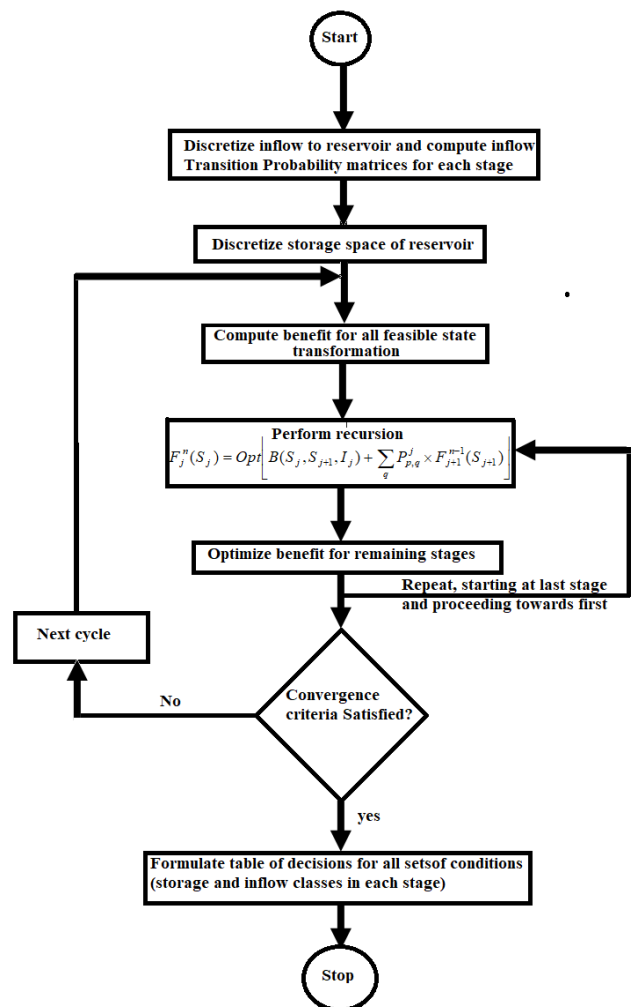 Start
Discretize inflow to reservoir and compute inflow
Transition Probability matrices for each stage
Discretize storage space of reservoir
Compute benefit for all feasible state
transformation
Perform recursion
F_j^n(S_j) = Opt[B(S_j, S_{j+1}, I_j) + ∑_q P_{p,q}^j × F_{j+1}^{n-1}(S_{j+1})]
Optimize benefit for remaining stages
Repeat, starting at last stage
and proceeding towards first
Next cycle
No
Convergence
criteria Satisfied?
yes
Formulate table of decisions for all setsof conditions
(storage and inflow classes in each stage)
Stop